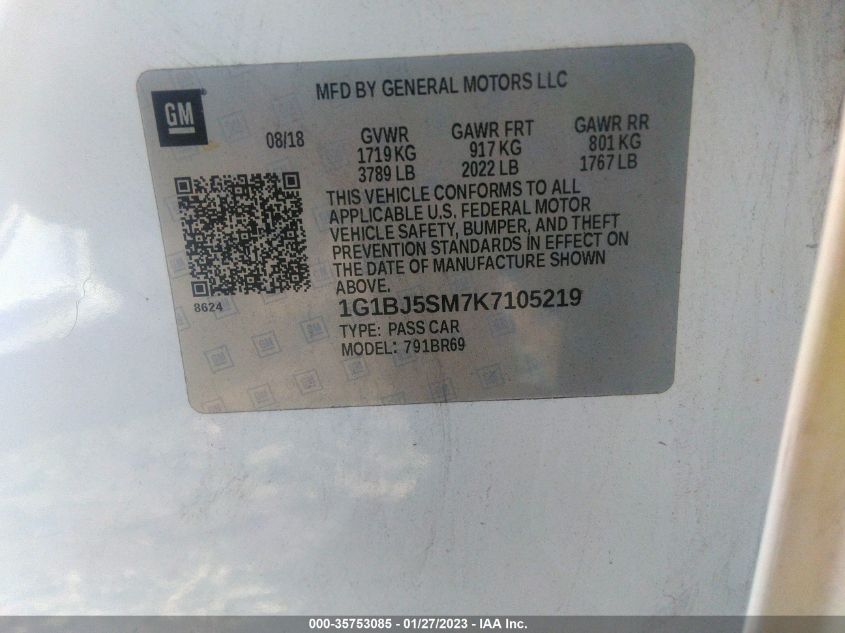 MFD BY GENERAL MOTORS LLC
GM
08/18
GVWR
1719 KG
3789 LB
GAWR FRT
917 KG
2022 LB
GAWR RR
801 KG
1767 LB
THIS VEHICLE CONFORMS TO ALL
APPLICABLE U.S. FEDERAL MOTOR
VEHICLE SAFETY, BUMPER, AND THEFT
PREVENTION STANDARDS IN EFFECT ON
THE DATE OF MANUFACTURE SHOWN
ABOVE.
8624
1G1BJ5SM7K7105219
TYPE: PASS CAR
MODEL: 791BR69
000-35753085 - 01/27/2023 - IAA Inc.